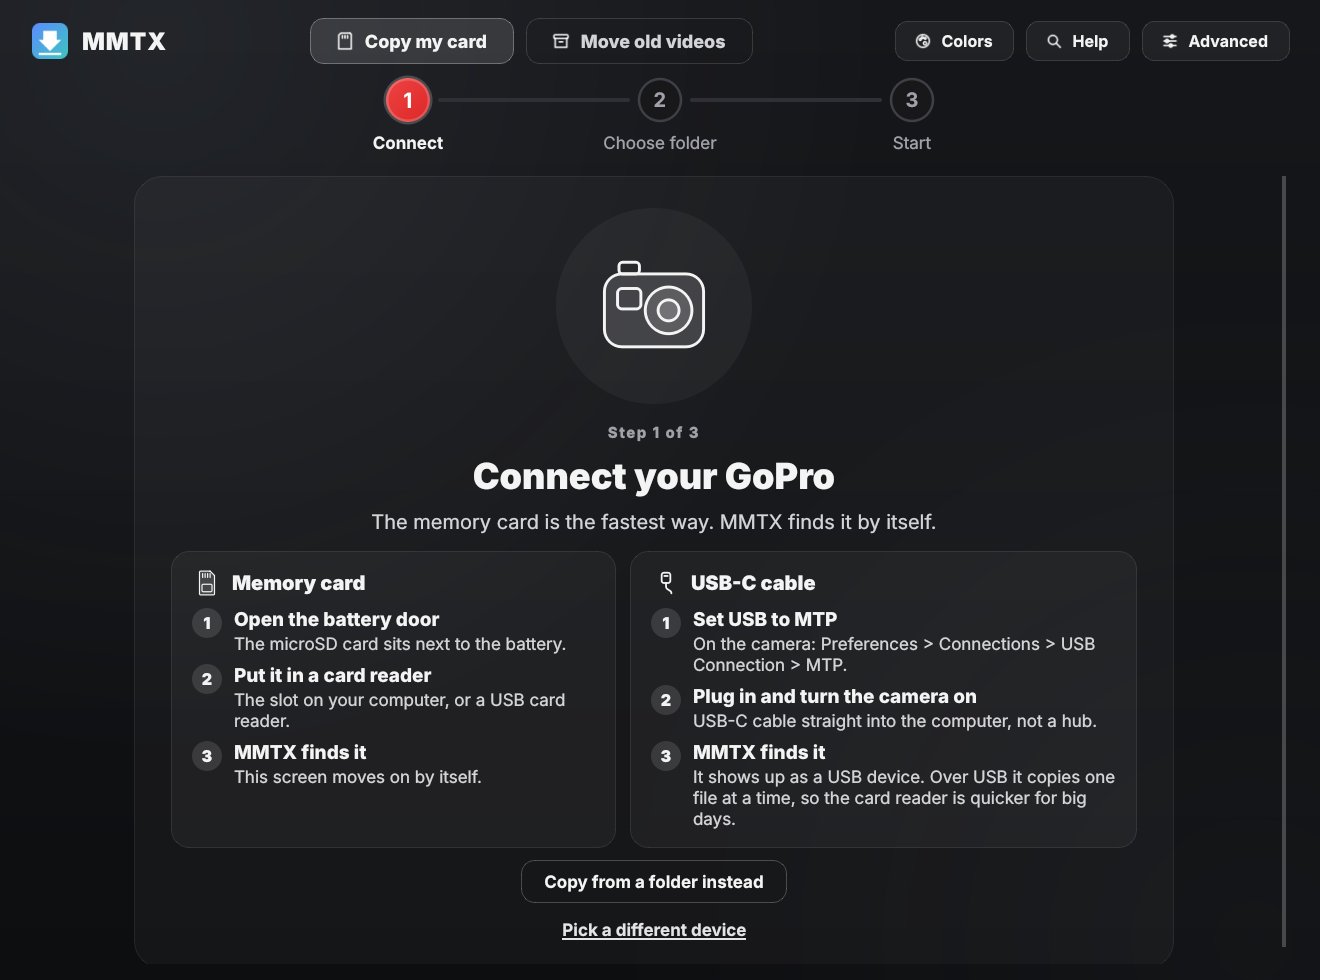 MMTX
Copy my card
Move old videos
Colors
Help
Advanced
1
2
3
Connect
Choose folder
Start
Step 1 of 3
Connect your GoPro
The memory card is the fastest way. MMTX finds it by itself.
Memory card
1
Open the battery door
The microSD card sits next to the battery.
2
Put it in a card reader
The slot on your computer, or a USB card
reader.
3
MMTX finds it
This screen moves on by itself.
USB-C cable
1
Set USB to MTP
On the camera: Preferences > Connections > USB
Connection > MTP.
2
Plug in and turn the camera on
USB-C cable straight into the computer, not a hub.
3
MMTX finds it
It shows up as a USB device. Over USB it copies one
file at a time, so the card reader is quicker for big
days.
Copy from a folder instead
Pick a different device